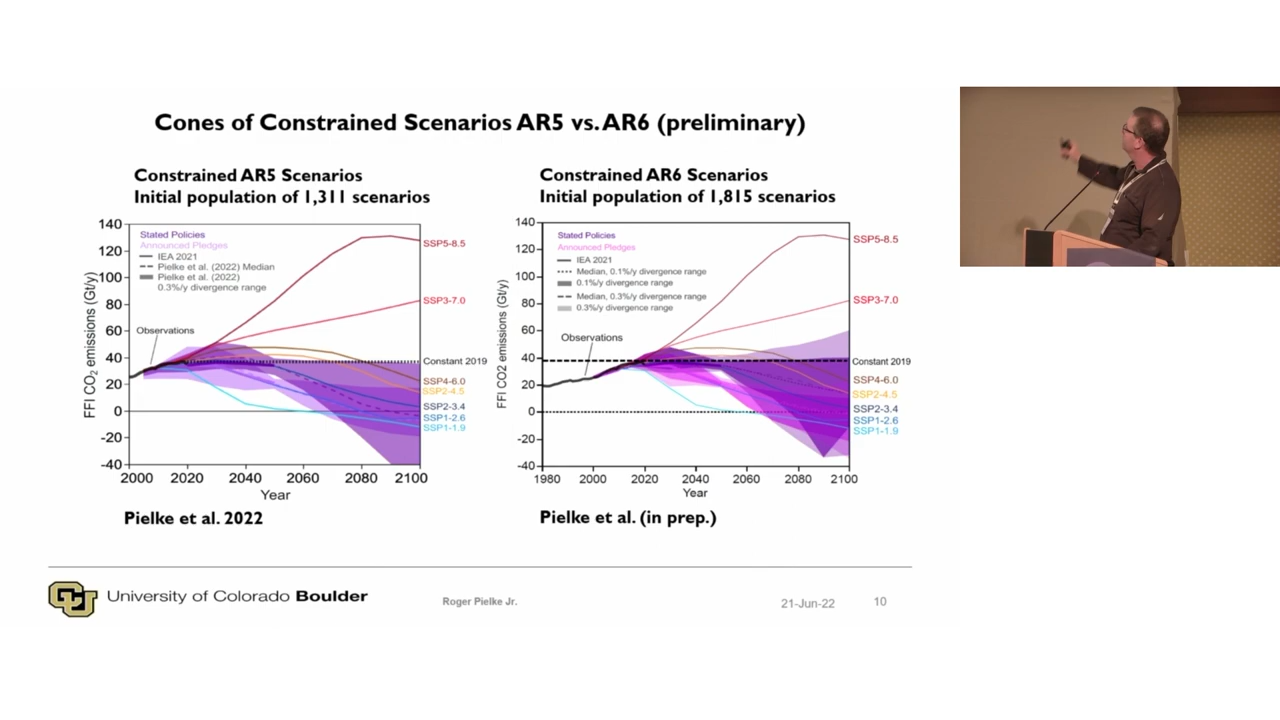 Cones of Constrained Scenarios AR5 vs. AR6 (preliminary)
Constrained AR5 Scenarios
Initial population of 1,311 scenarios
140
120
100
80
60
40
20
0
-20
-40
FFI CO2 emissions (Gt/y)
Stated Policies
Announced Pledges
IEA 2021
Pielke et al. (2022) Median
Pielke et al. (2022)
0.3%/y divergence range
Observations
SSP5-8.5
SSP3-7.0
Constant 2019
SSP4-6.0
SSP2-4.5
SSP2-3.4
SSP1-2.6
SSP1-1.9
2000 2020 2040 2060 2080 2100
Year
Pielke et al. 2022
Constrained AR6 Scenarios
Initial population of 1,815 scenarios
140
120
100
80
60
40
20
0
-20
-40
FFI CO2 emissions (Gt/y)
Stated Policies
Announced Pledges
IEA 2021
Median, 0.1%/y divergence range
0.1%/y divergence range
Median, 0.3%/y divergence range
0.3%/y divergence range
Observations
SSP5-8.5
SSP3-7.0
Constant 2019
SSP4-6.0
SSP2-4.5
SSP2-3.4
SSP1-2.6
SSP1-1.9
1980 2000 2020 2040 2060 2080 2100
Year
Pielke et al. (in prep.)
CU
University of Colorado Boulder
Roger Pielke Jr.
21-Jun-22
10